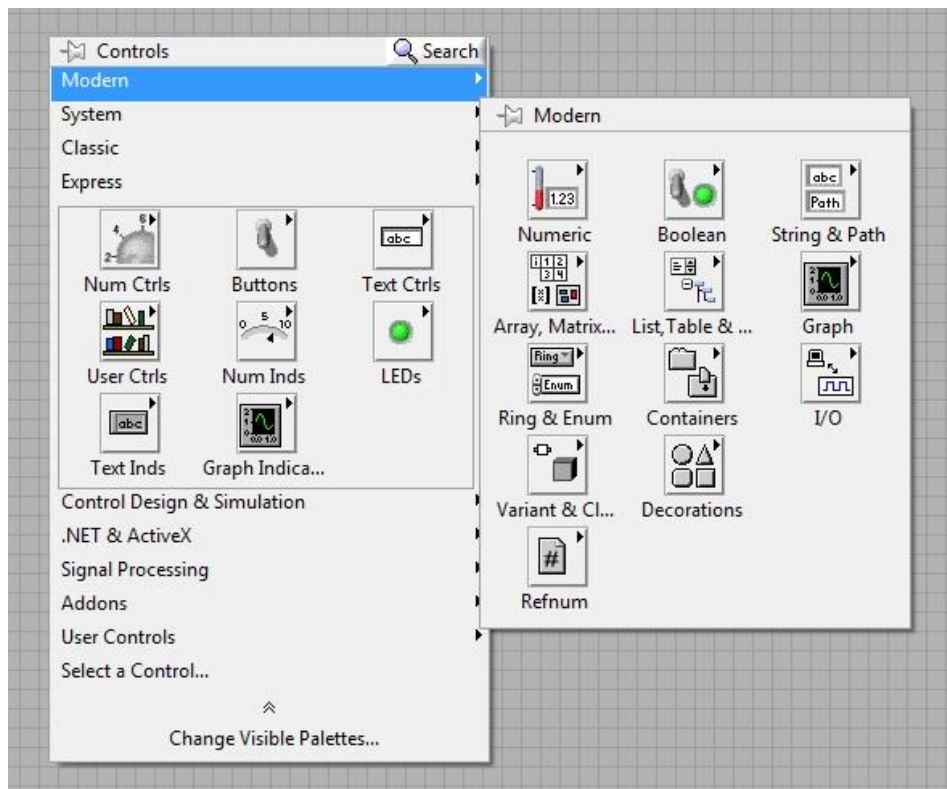 Controls Search
Modern
System
Classic
Express
Num Ctrls Buttons Text Ctrls
User Ctrls Num Inds LEDs
Text Inds Graph Indica...
Control Design & Simulation
.NET & ActiveX
Signal Processing
Addons
User Controls
Select a Control...
Change Visible Palettes...
Modern
1.23 abc Path
Numeric Boolean String & Path
Array, Matrix... List, Table & ... Graph
Ring Enum
Ring & Enum Containers I/O
Variant & Cl... Decorations
#
Refnum